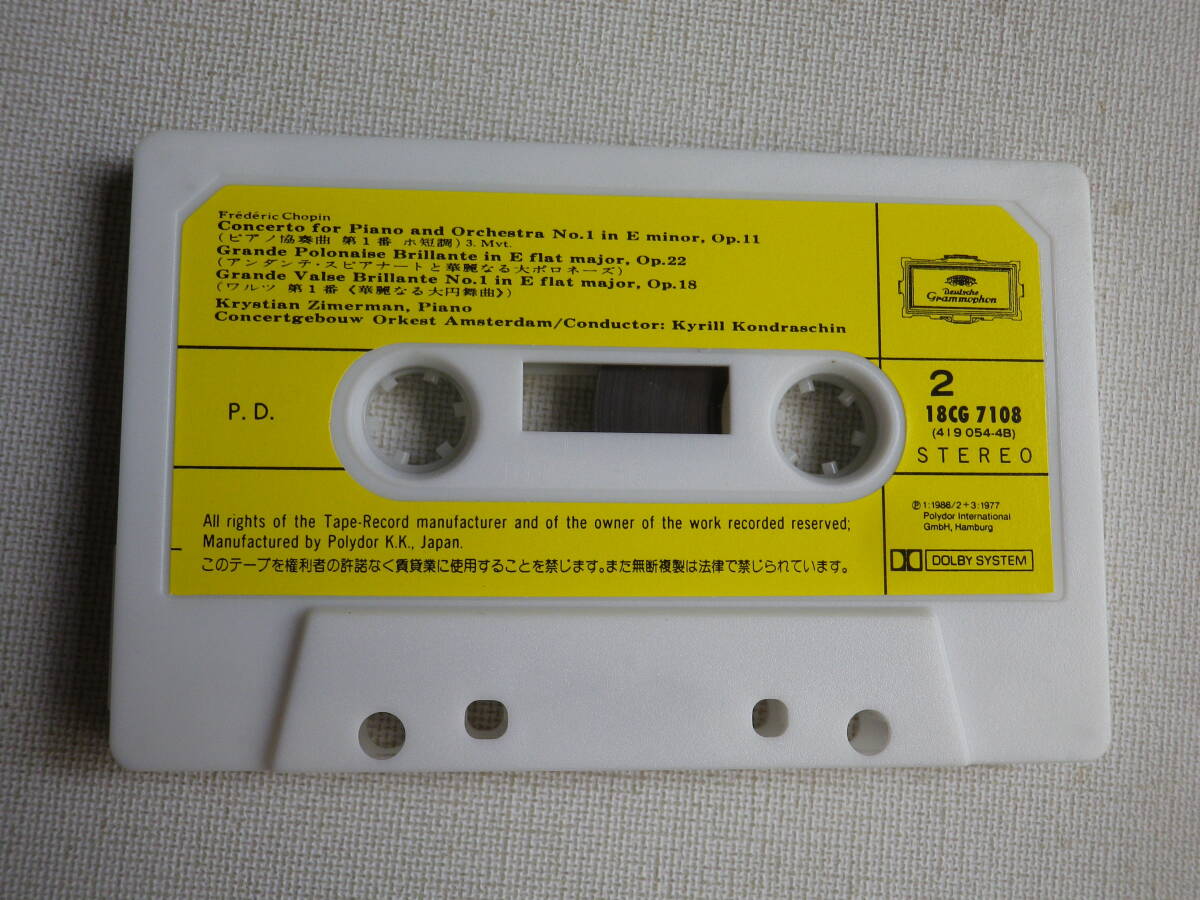 Frédéric Chopin
Concerto for Piano and Orchestra No.1 in E minor, Op.11
(ピアノ協奏曲 第1番 ホ短調) 3. Mvt.
Grande Polonaise Brillante in E flat major, Op.22
(アンダンテ・スピアナートと華麗なる大ポロネーズ)
Grande Valse Brillante No.1 in E flat major, Op.18
(ワルツ 第1番《華麗なる大円舞曲》)
Krystian Zimerman, Piano
Concertgebouw Orkest Amsterdam/Conductor: Kyrill Kondraschin
Deutsche
Grammophon
P. D.
2
18CG 7108
(419 054-4B)
STEREO
All rights of the Tape-Record manufacturer and of the owner of the work recorded reserved;
Manufactured by Polydor K.K., Japan.
このテープを権利者の許諾なく賃貸業に使用することを禁じます。また無断複製は法律で禁じられています。
℗1:1986/2+3:1977
Polydor International
GmbH, Hamburg
DOLBY SYSTEM